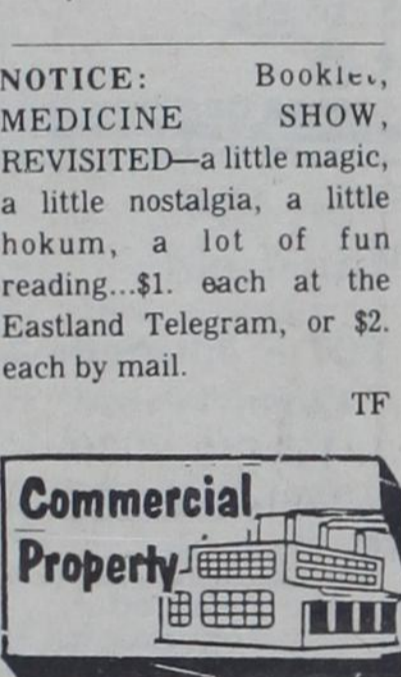 NOTICE: Booklet,
MEDICINE SHOW,
REVISITED—a little magic,
a little nostalgia, a little
hokum, a lot of fun
reading...$1. each at the
Eastland Telegram, or $2.
each by mail.
TF
Commercial
Property